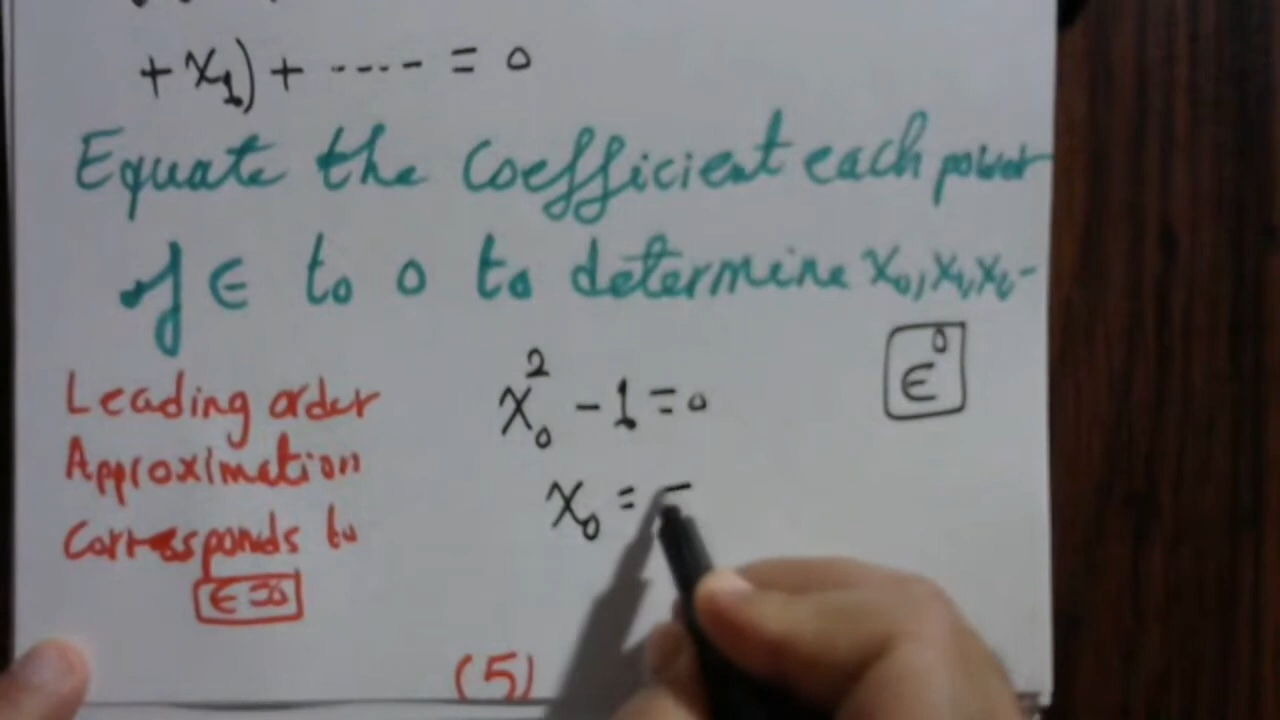 + x₁) + ----- = 0
Equate the coefficient each power
of ϵ to 0 to determine x₀, x₁, x₂ -
ϵ⁰
x₀² - 1 = 0
x₀ =
Leading order
Approximation
Corresponds to
ϵ = 0
(5)